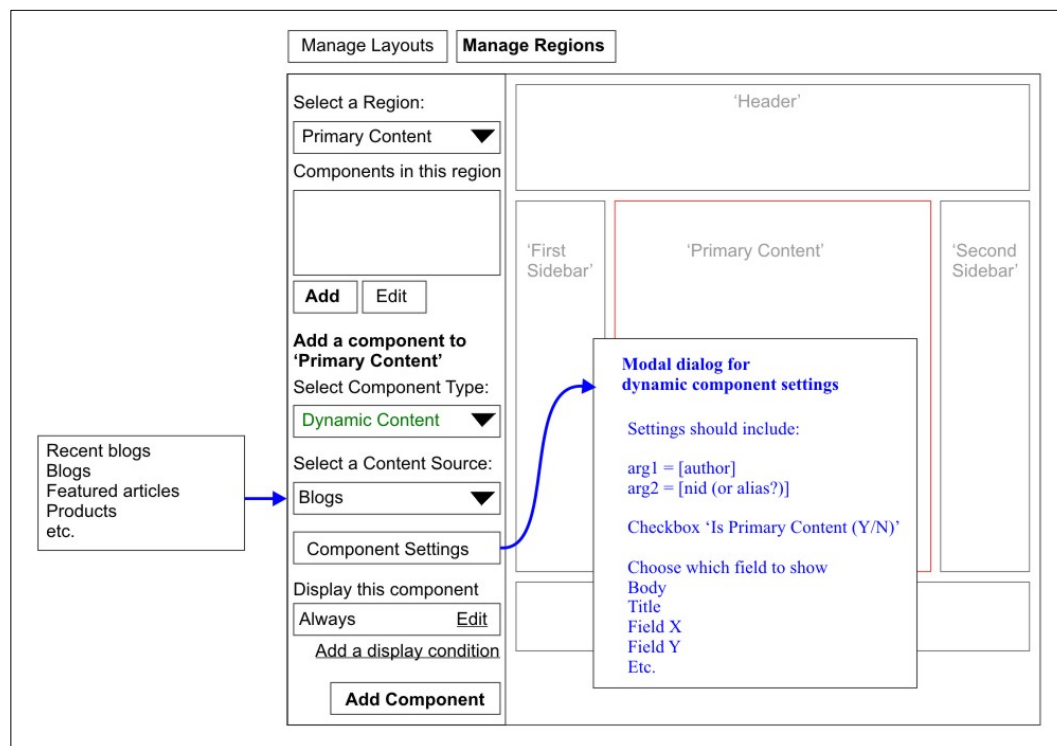 Manage Layouts
Manage Regions
Select a Region:
Primary Content
Components in this region
Add
Edit
Add a component to
‘Primary Content’
Select Component Type:
Dynamic Content
Select a Content Source:
Blogs
Component Settings
Display this component
Always
Edit
Add a display condition
Add Component
Recent blogs
Blogs
Featured articles
Products
etc.
‘Header’
‘First
Sidebar’
‘Primary Content’
‘Second
Sidebar’
Modal dialog for
dynamic component settings
Settings should include:
arg1 = [author]
arg2 = [nid (or alias?)]
Checkbox ‘Is Primary Content (Y/N)’
Choose which field to show
Body
Title
Field X
Field Y
Etc.